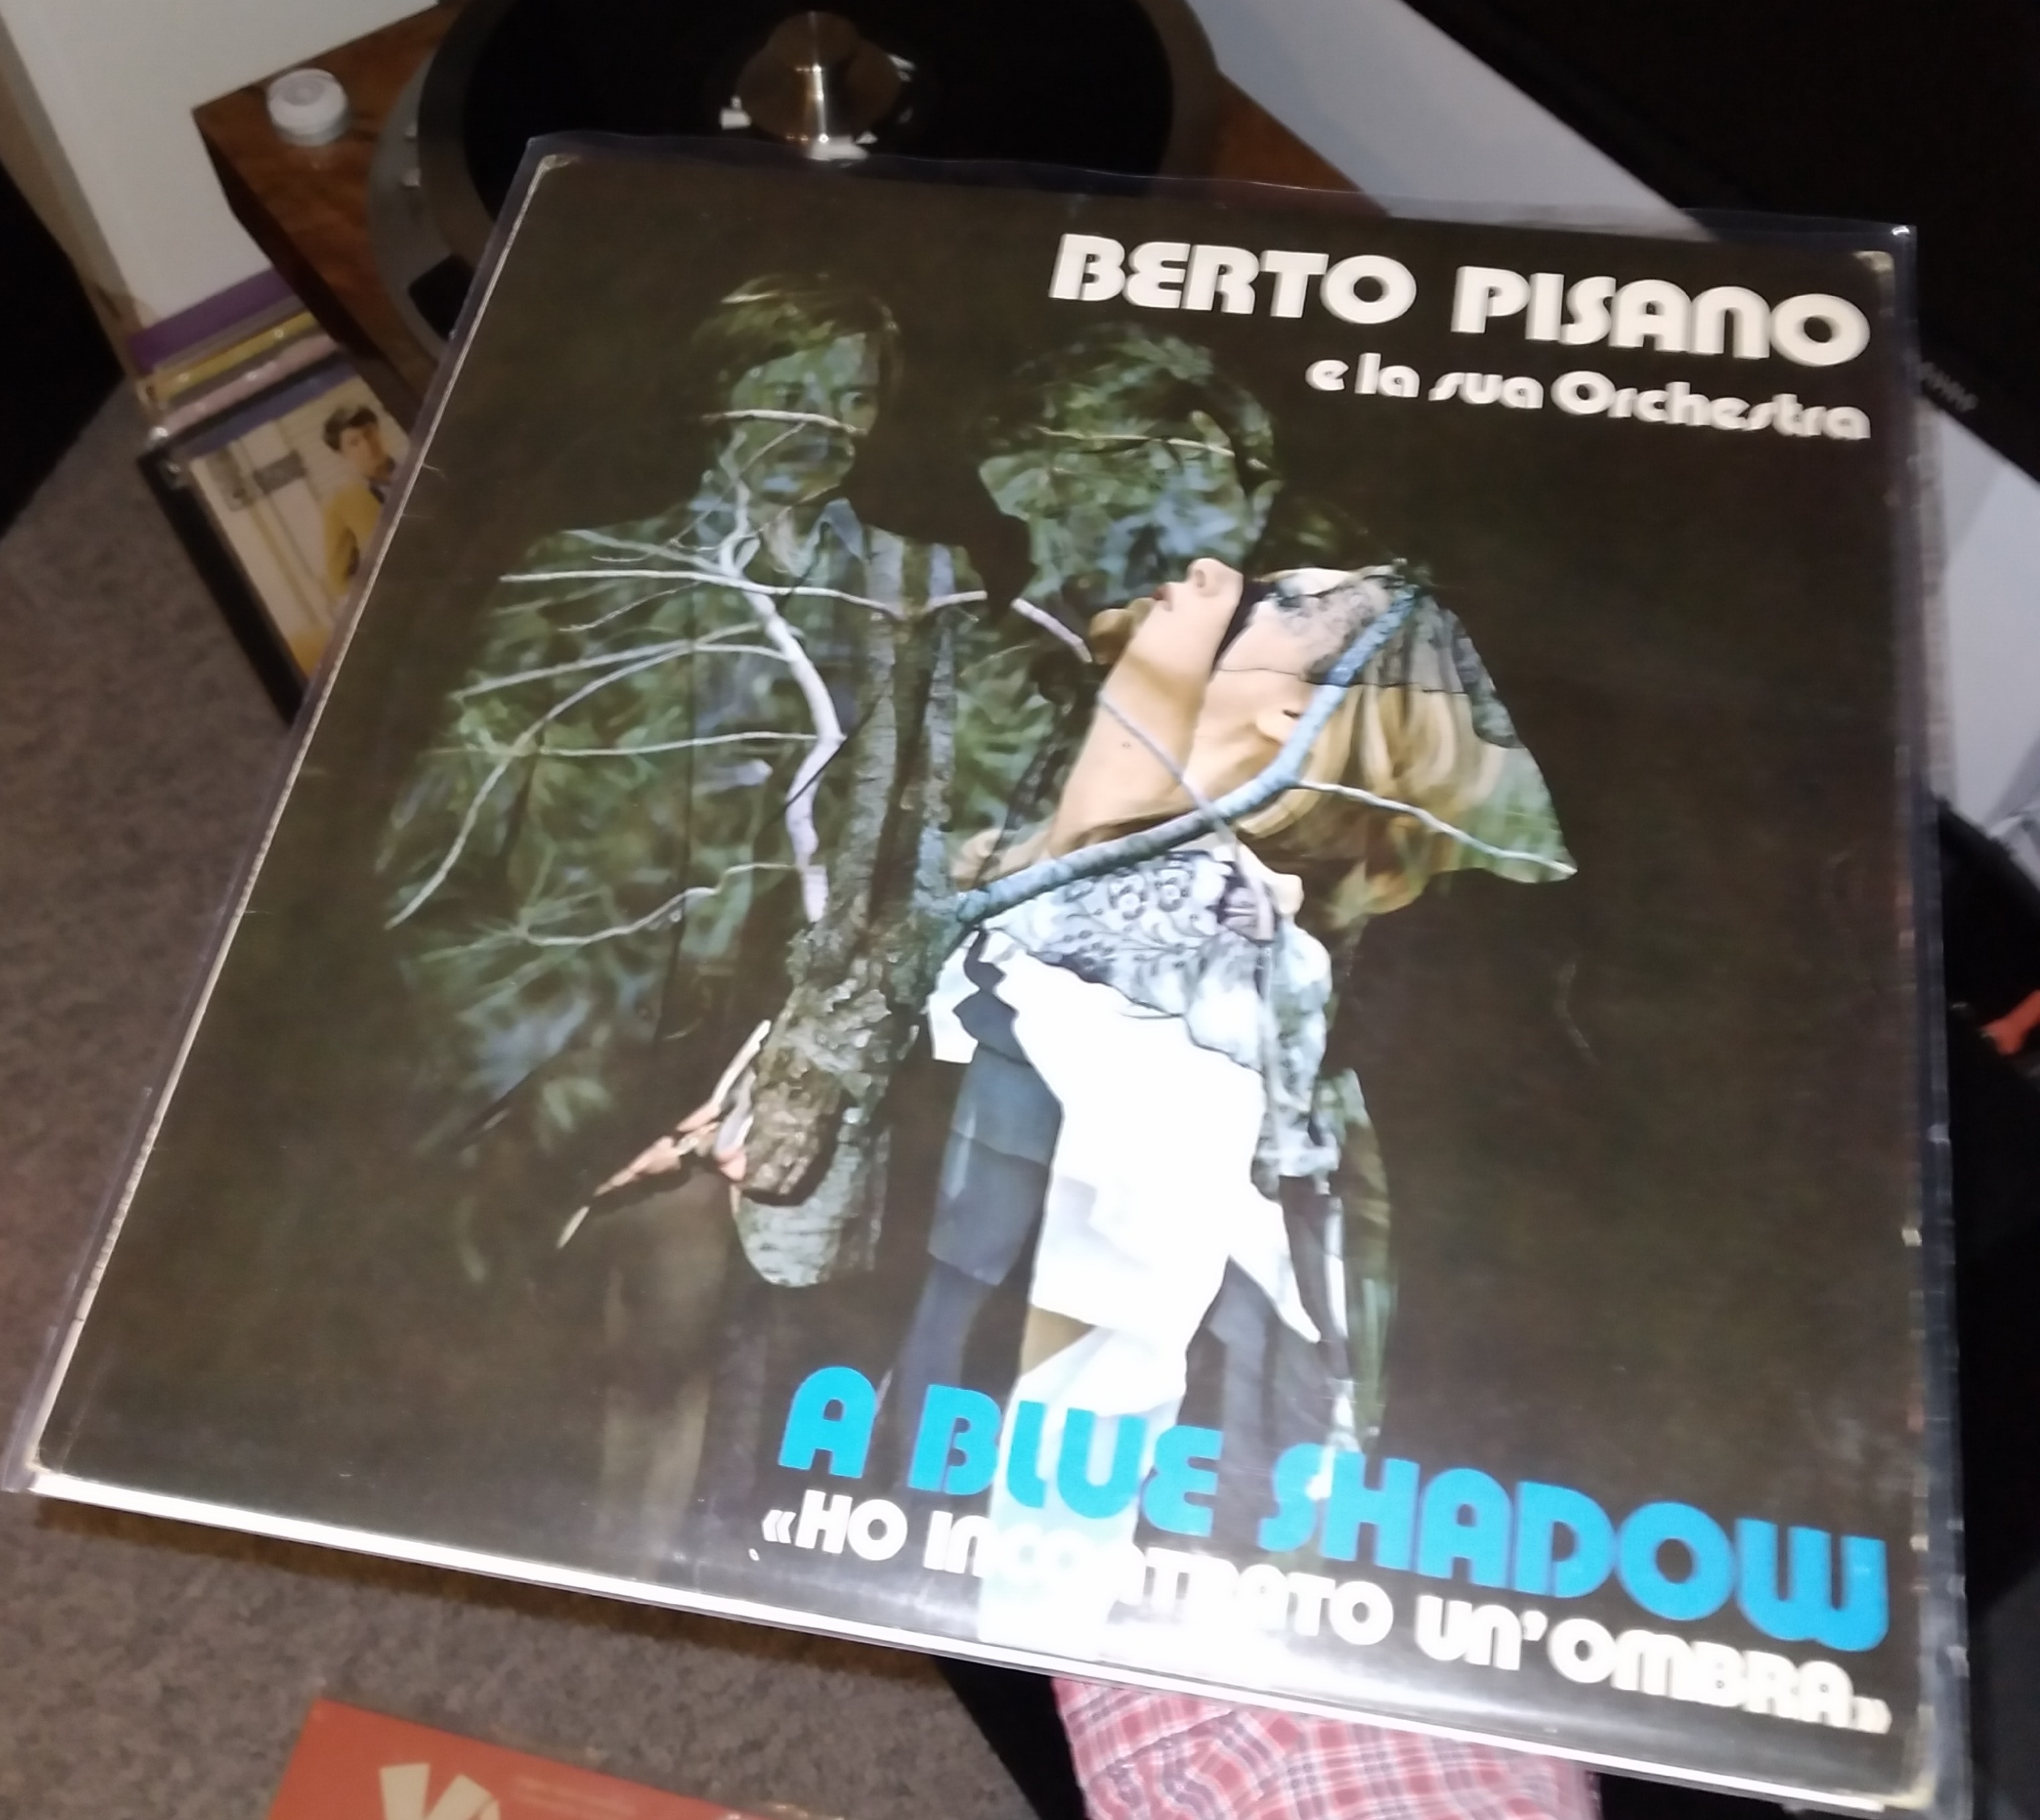 BERTO PISANO
e la sua Orchestra
A BLUE SHADOW
«HO INCONTRATO UN'OMBRA»